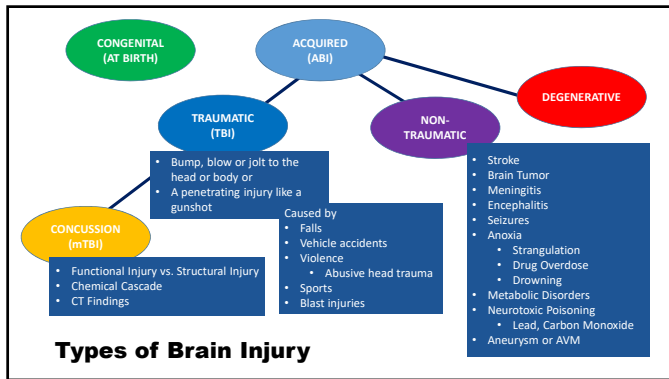 CONGENITAL
(AT BIRTH)
ACQUIRED
(ABI)
DEGENERATIVE
TRAUMATIC
(TBI)
NON-
TRAUMATIC
• Bump, blow or jolt to the
head or body or
• A penetrating injury like a
gunshot
CONCUSSION
(mTBI)
• Functional Injury vs. Structural Injury
• Chemical Cascade
• CT Findings
Caused by
• Falls
• Vehicle accidents
• Violence
• Abusive head trauma
• Sports
• Blast injuries
• Stroke
• Brain Tumor
• Meningitis
• Encephalitis
• Seizures
• Anoxia
• Strangulation
• Drug Overdose
• Drowning
• Metabolic Disorders
• Neurotoxic Poisoning
• Lead, Carbon Monoxide
• Aneurysm or AVM
Types of Brain Injury